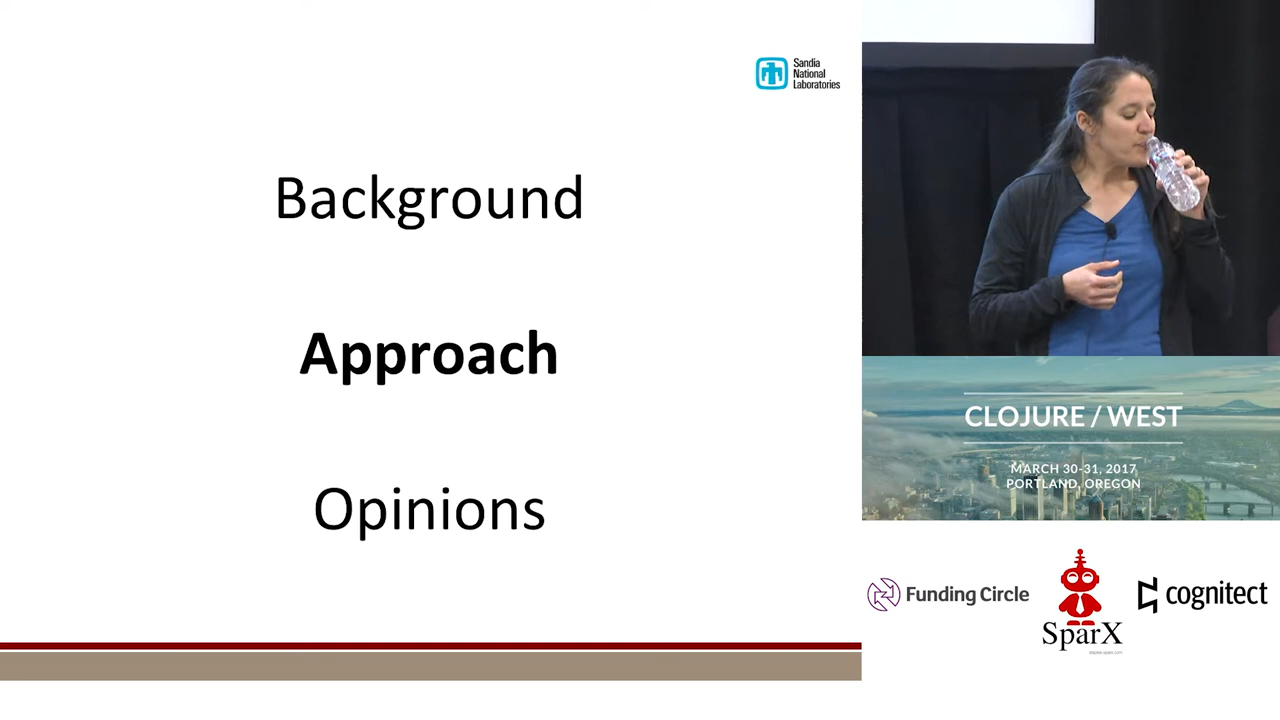 Sandia
National
Laboratories
Background
Approach
Opinions
CLOJURE / WEST
MARCH 30-31, 2017
PORTLAND, OREGON
Funding Circle
SparX
cognitect